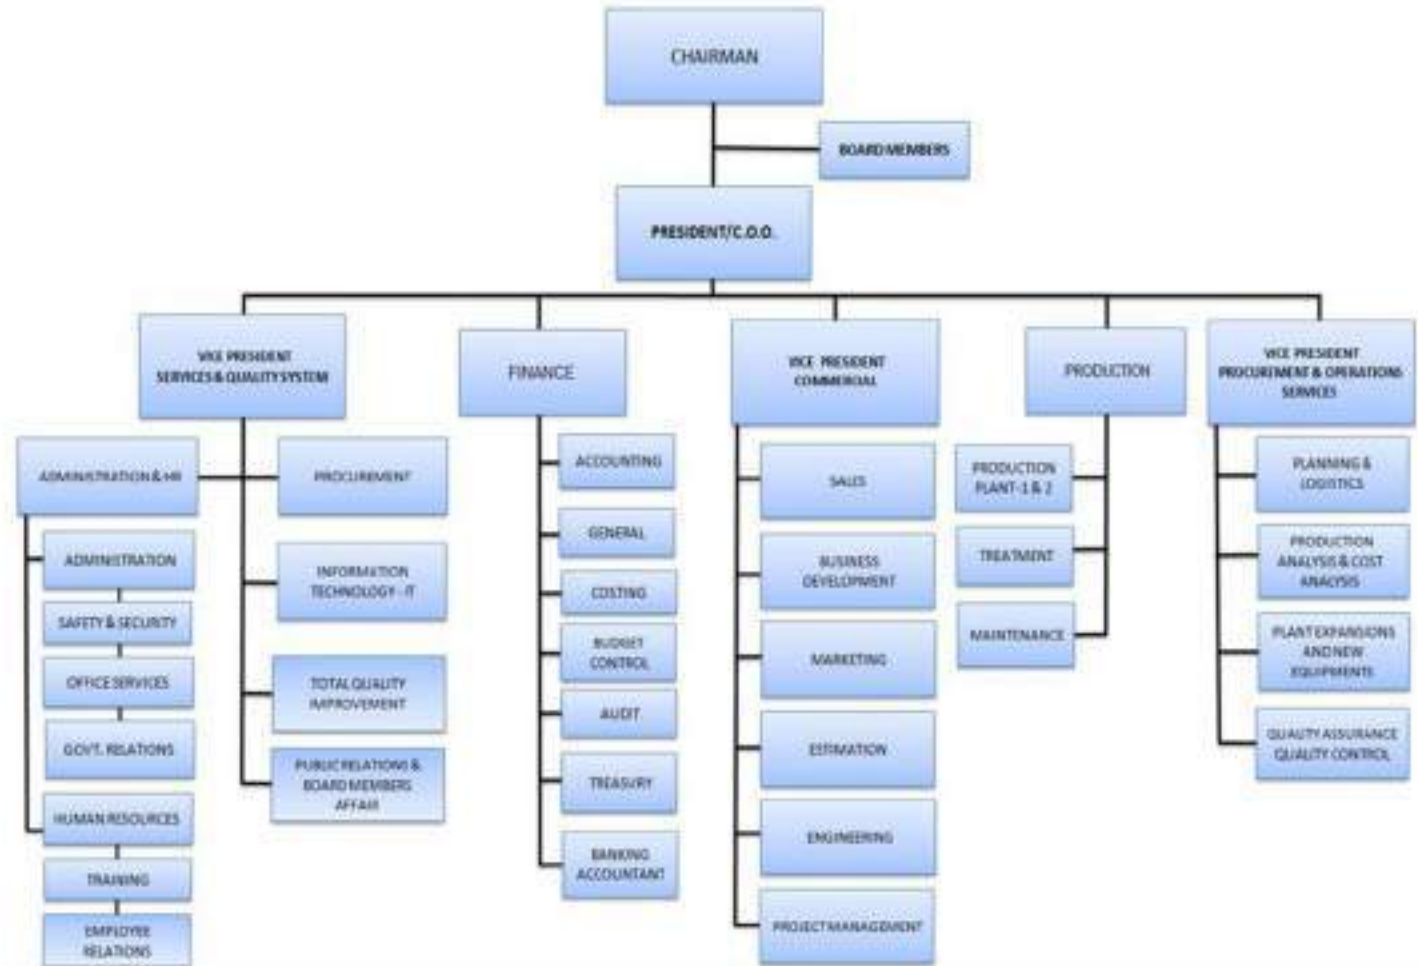 CHAIRMAN
BOARD MEMBERS
PRESIDENT/C.O.O.
VICE PRESIDENT
SERVICES & QUALITY SYSTEM
FINANCE
VICE PRESIDENT
COMMERCIAL
PRODUCTION
VICE PRESIDENT
PROCUREMENT & OPERATIONS
SERVICES
ADMINISTRATION & HR
PROCUREMENT
ADMINISTRATION
SAFETY & SECURITY
OFFICE SERVICES
GOVT. RELATIONS
HUMAN RESOURCES
TRAINING
EMPLOYEE
RELATIONS
INFORMATION
TECHNOLOGY - IT
TOTAL QUALITY
IMPROVEMENT
PUBLIC RELATIONS &
BOARD MEMBERS
AFFAIR
ACCOUNTING
GENERAL
COSTING
BUDGET
CONTROL
AUDIT
TREASURY
BANKING
ACCOUNTANT
SALES
BUSINESS
DEVELOPMENT
MARKETING
ESTIMATION
ENGINEERING
PROJECT MANAGEMENT
PRODUCTION
PLANT-1 & 2
TREATMENT
MAINTENANCE
PLANNING &
LOGISTICS
PRODUCTION
ANALYSIS & COST
ANALYSIS
PLANT EXPANSIONS
AND NEW
EQUIPMENTS
QUALITY ASSURANCE
QUALITY CONTROL